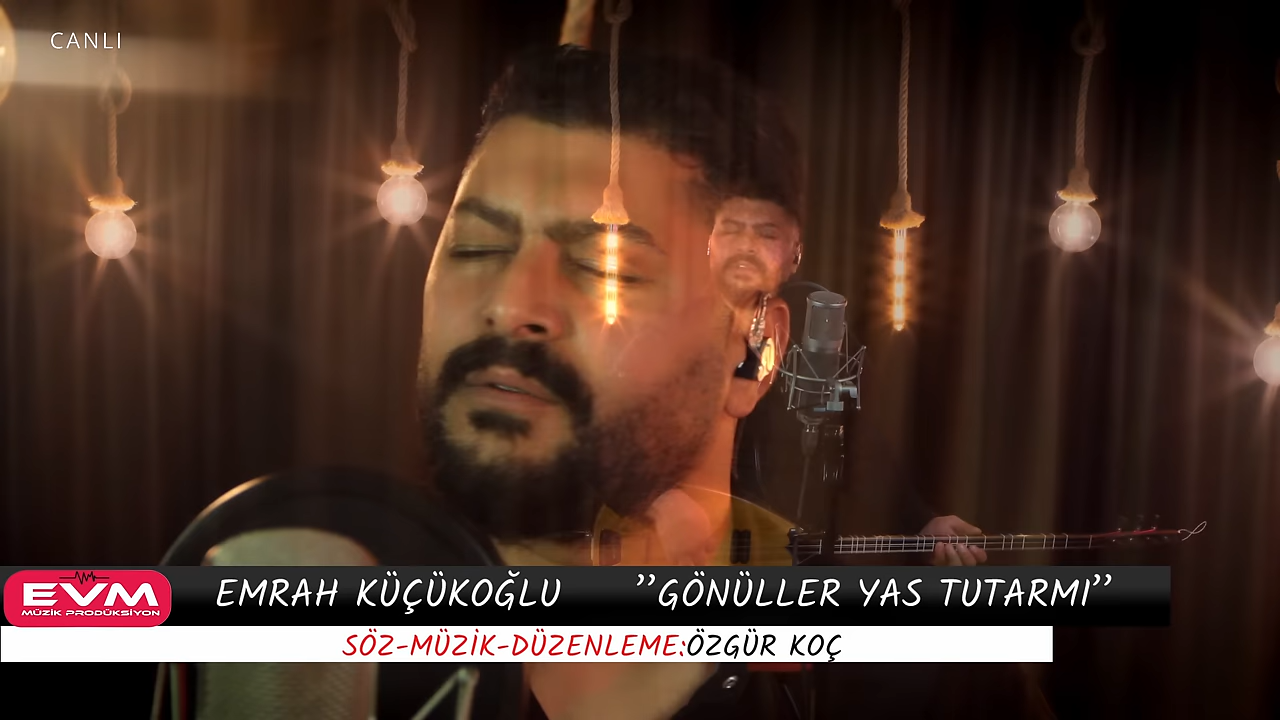 CANLI
EMRAH KÜÇÜKOĞLU ”GÖNÜLLER YAS TUTARMI”
EVM
MÜZİK PRODÜKSİYON
SÖZ-MÜZİK-DÜZENLEME:ÖZGÜR KOÇ